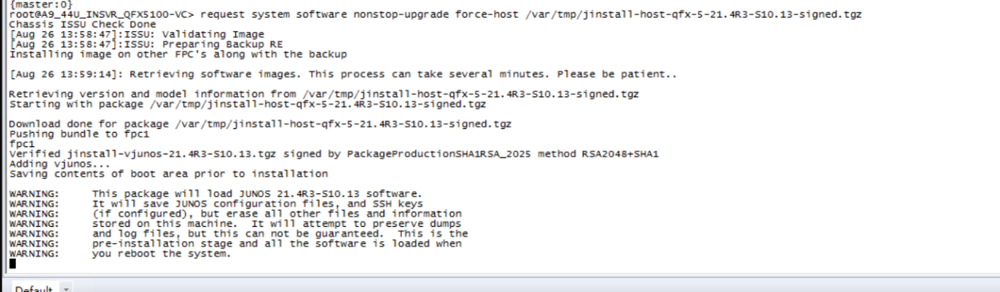 {master:0}
root@A9_44U_INSVR_QFX5100-VC> request system software nonstop-upgrade force-host /var/tmp/jinstall-host-qfx-5-21.4R3-S10.13-signed.tgz
Chassis ISSU Check Done
[Aug 26 13:58:47]:ISSU: Validating Image
[Aug 26 13:58:47]:ISSU: Preparing Backup RE
Installing image on other FPC's along with the backup
[Aug 26 13:59:14]: Retrieving software images. This process can take several minutes. Please be patient..
Retrieving version and model information from /var/tmp/jinstall-host-qfx-5-21.4R3-S10.13-signed.tgz
Starting with package /var/tmp/jinstall-host-qfx-5-21.4R3-S10.13-signed.tgz
Download done for package /var/tmp/jinstall-host-qfx-5-21.4R3-S10.13-signed.tgz
Pushing bundle to fpc1
fpc1
Verified jinstall-vjunos-21.4R3-S10.13.tgz signed by PackageProductionSHA1RSA_2025 method RSA2048+SHA1
Adding vjunos...
Saving contents of boot area prior to installation
WARNING:     This package will load JUNOS 21.4R3-S10.13 software.
WARNING:     It will save JUNOS configuration files, and SSH keys
WARNING:     (if configured), but erase all other files and information
WARNING:     stored on this machine.  It will attempt to preserve dumps
WARNING:     and log files, but this can not be guaranteed.  This is the
WARNING:     pre-installation stage and all the software is loaded when
WARNING:     you reboot the system.
Default